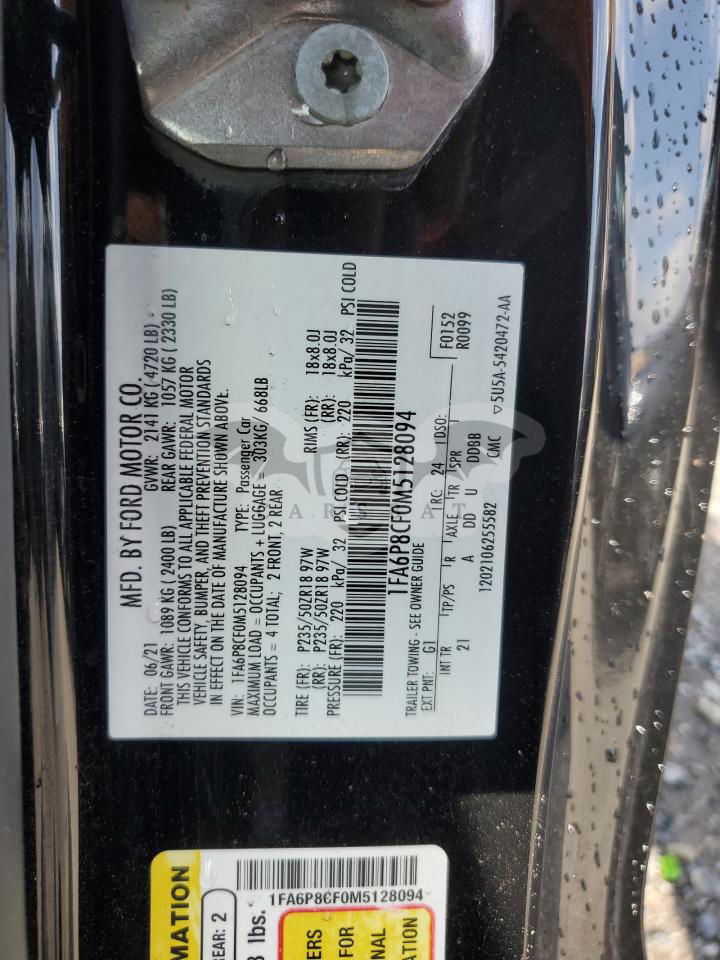 MFD. BY FORD MOTOR CO.
DATE: 06/21 GVWR: 2141 KG ( 4720 LB)
FRONT GAWR: 1089 KG ( 2400 LB) REAR GAWR: 1057 KG ( 2330 LB)
THIS VEHICLE CONFORMS TO ALL APPLICABLE FEDERAL MOTOR
VEHICLE SAFETY, BUMPER, AND THEFT PREVENTION STANDARDS
IN EFFECT ON THE DATE OF MANUFACTURE SHOWN ABOVE.
VIN: 1FA6P8CF0M5128094 TYPE: Passenger Car
MAXIMUM LOAD = OCCUPANTS + LUGGAGE = 303KG/ 668LB
OCCUPANTS = 4 TOTAL; 2 FRONT, 2 REAR
TIRE (FR): P235/50ZR18 97W RIMS (FR): 18x8.0J
(RR): P235/50ZR18 97W (RR): 18x8.0J
PRESSURE (FR): 220 kPa/ 32 PSI COLD (RR): 220 kPa/ 32 PSI COLD
1FA6P8CF0M5128094
TRAILER TOWING - SEE OWNER GUIDE
F0152
R0099
EXT PNT: G1 RC: 24 DSO:
INT TR TP/PS R AXLE TR SPR
21 A DD U DDBB
CMC
1202106255582
▽5U5A-5420472-AA
MATION
REAR: 2
lbs.
1FA6P8CF0M5128094
FOR